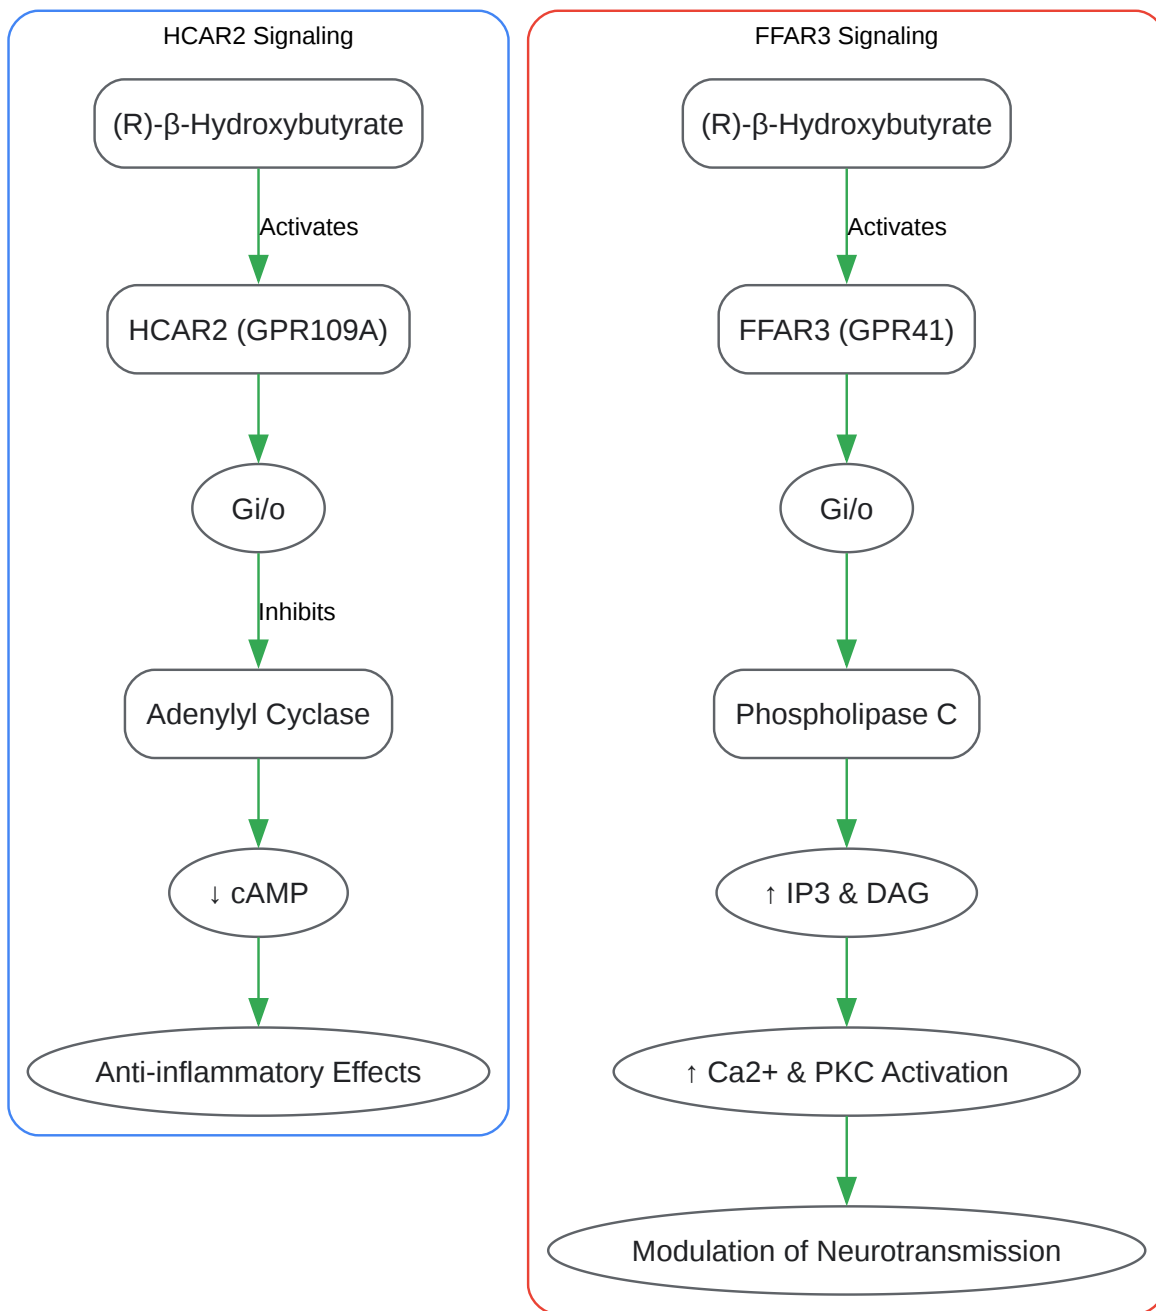 HCAR2 Signaling
(R)-β-Hydroxybutyrate
Activates
HCAR2 (GPR109A)
Gi/o
Inhibits
Adenylyl Cyclase
↓ cAMP
Anti-inflammatory Effects
FFAR3 Signaling
(R)-β-Hydroxybutyrate
Activates
FFAR3 (GPR41)
Gi/o
Phospholipase C
↑ IP3 & DAG
↑ Ca2+ & PKC Activation
Modulation of Neurotransmission